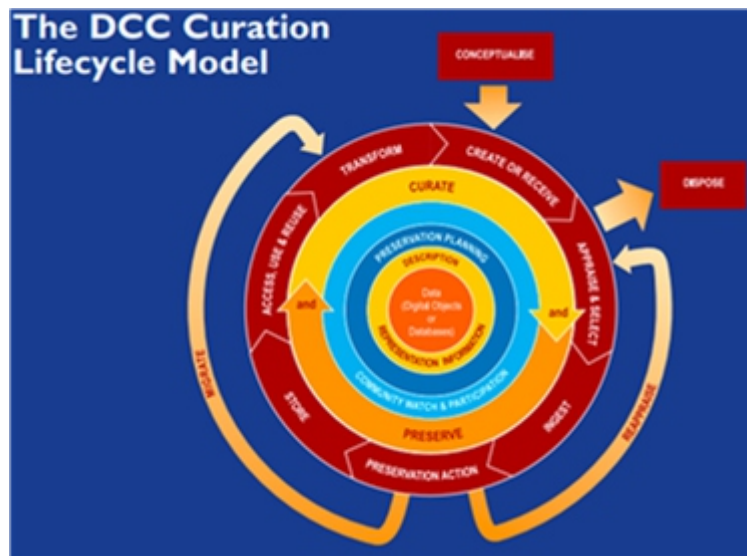 The DCC Curation
Lifecycle Model
CONCEPTUALISE
CREATE OR RECEIVE
DISPOSE
APPRAISE & SELECT
REAPPRAISE
INGEST
PRESERVATION ACTION
STORE
MIGRATE
ACCESS, USE & REUSE
TRANSFORM
CURATE
and
PRESERVE
and
PRESERVATION PLANNING
COMMUNITY WATCH & PARTICIPATION
DESCRIPTION
REPRESENTATION INFORMATION
Data
(Digital Objects
or
Databases)